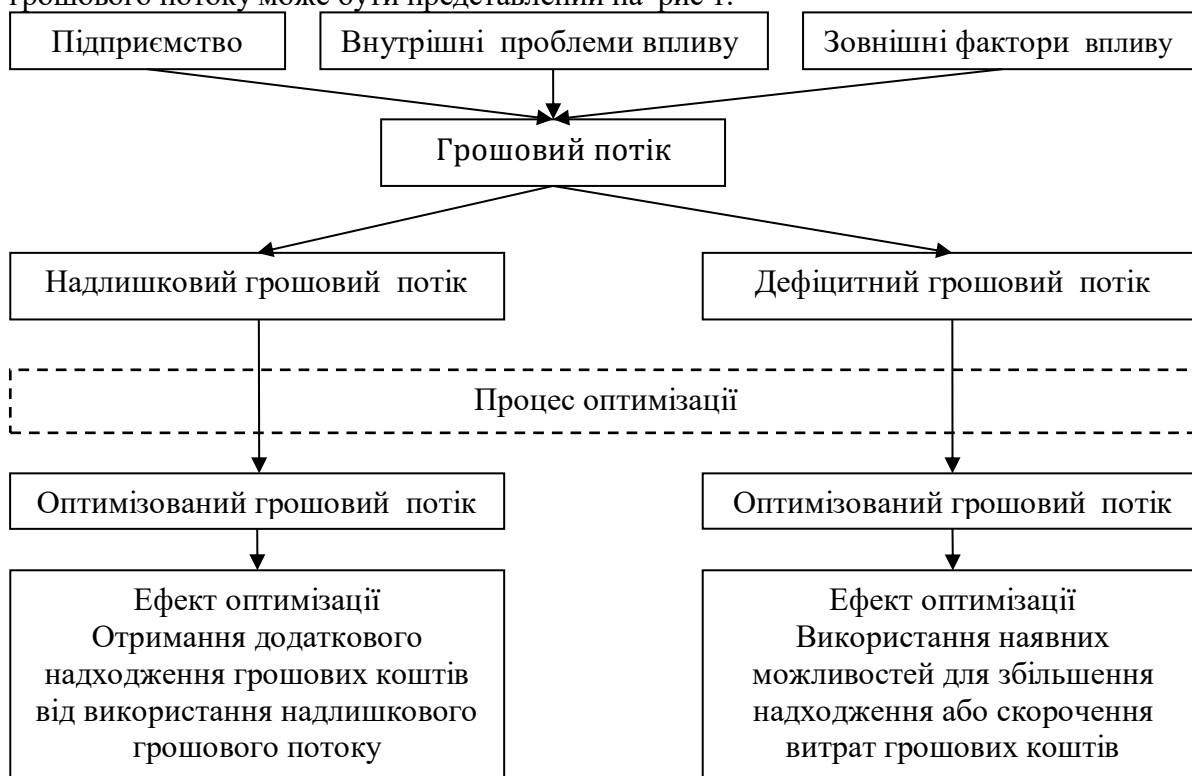 грошового потоку може бути представлений на рис 1.
Підприємство
Внутрішні проблеми впливу
Зовнішні фактори впливу
Грошовий потік
Надлишковий грошовий потік
Дефіцитний грошовий потік
Процес оптимізації
Оптимізований грошовий потік
Оптимізований грошовий потік
Ефект оптимізації
Отримання додаткового
надходження грошових коштів
від використання надлишкового
грошового потоку
Ефект оптимізації
Використання наявних
можливостей для збільшення
надходження або скорочення
витрат грошових коштів